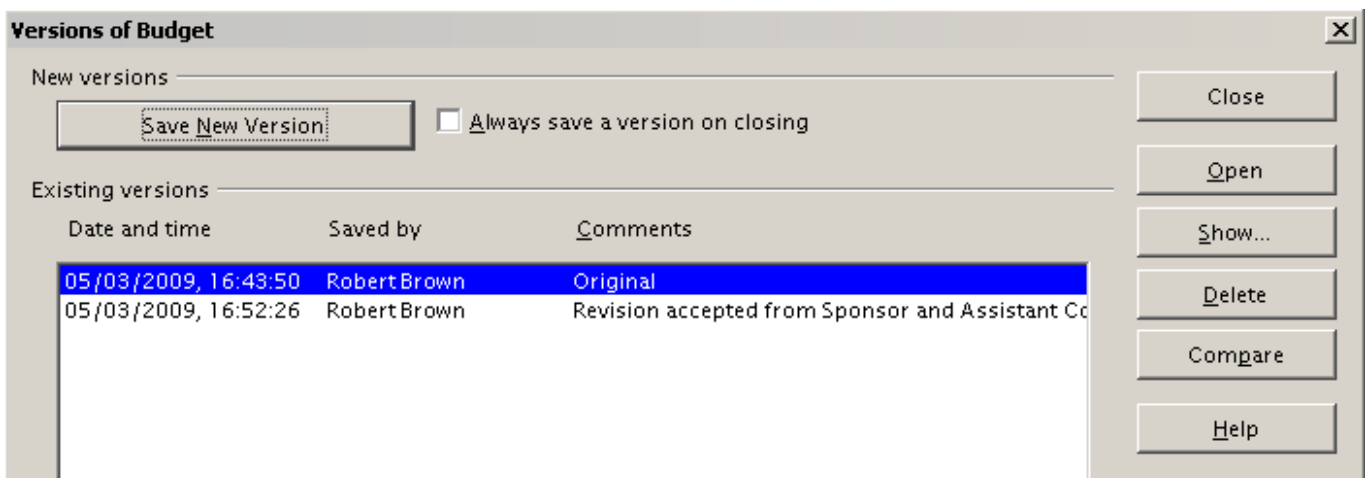 Versions of Budget
New versions
Close
Save New Version
Always save a version on closing
Open
Existing versions
Date and time Saved by Comments
Show...
05/03/2009, 16:43:50 Robert Brown Original
Delete
05/03/2009, 16:52:26 Robert Brown Revision accepted from Sponsor and Assistant
Compare
Help